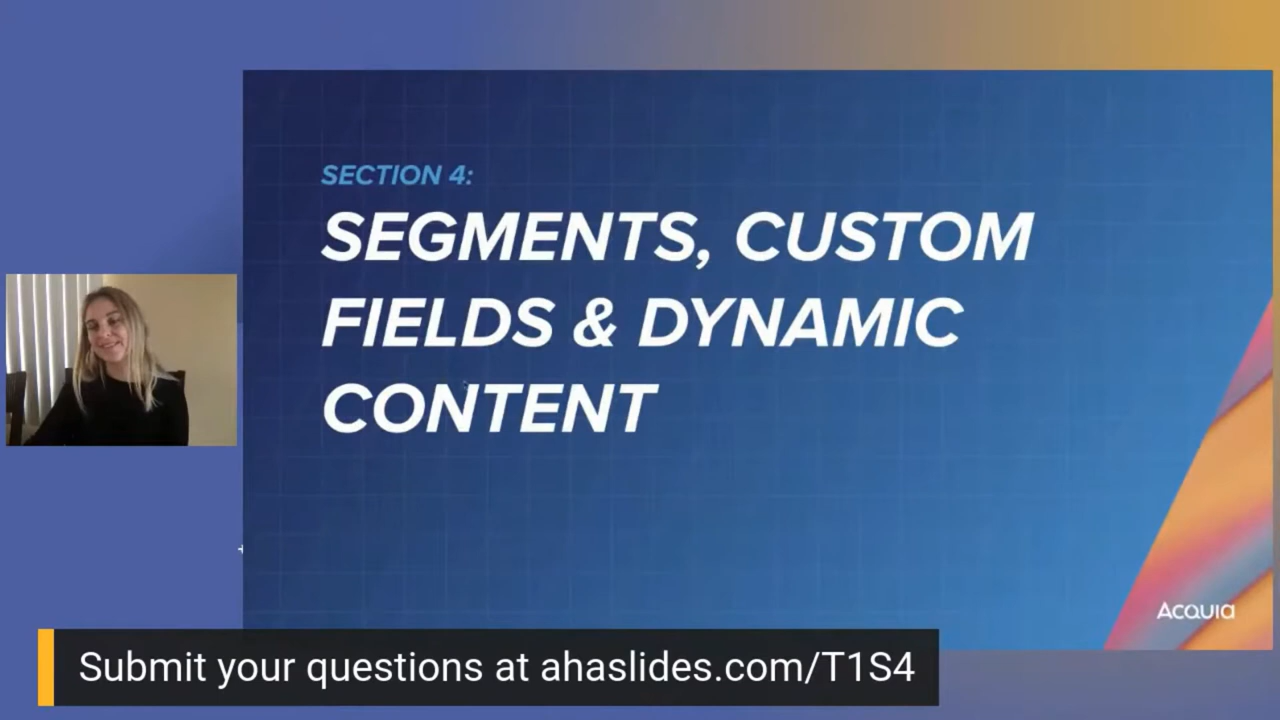 SECTION 4:
SEGMENTS, CUSTOM
FIELDS & DYNAMIC
CONTENT
Acquia
Submit your questions at ahaslides.com/T1S4